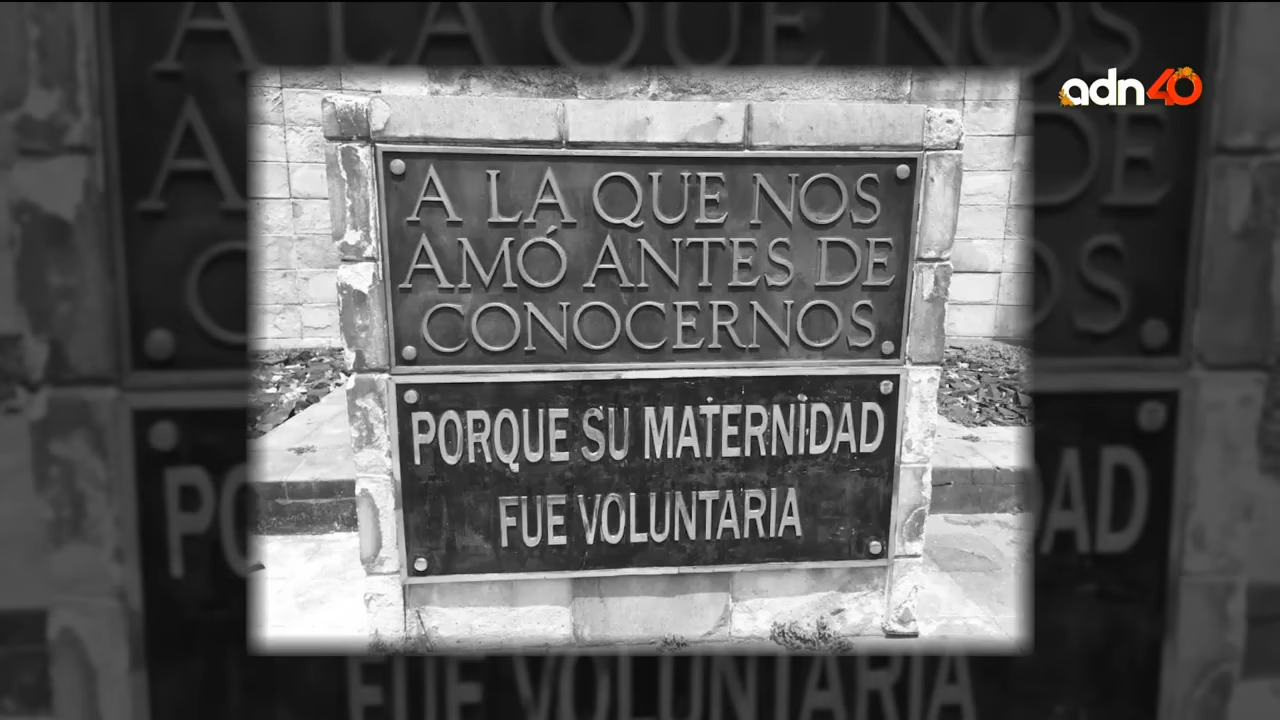 adn40
A LA QUE NOS
AMÓ ANTES DE
CONOCERNOS
PORQUE SU MATERNIDAD
FUE VOLUNTARIA